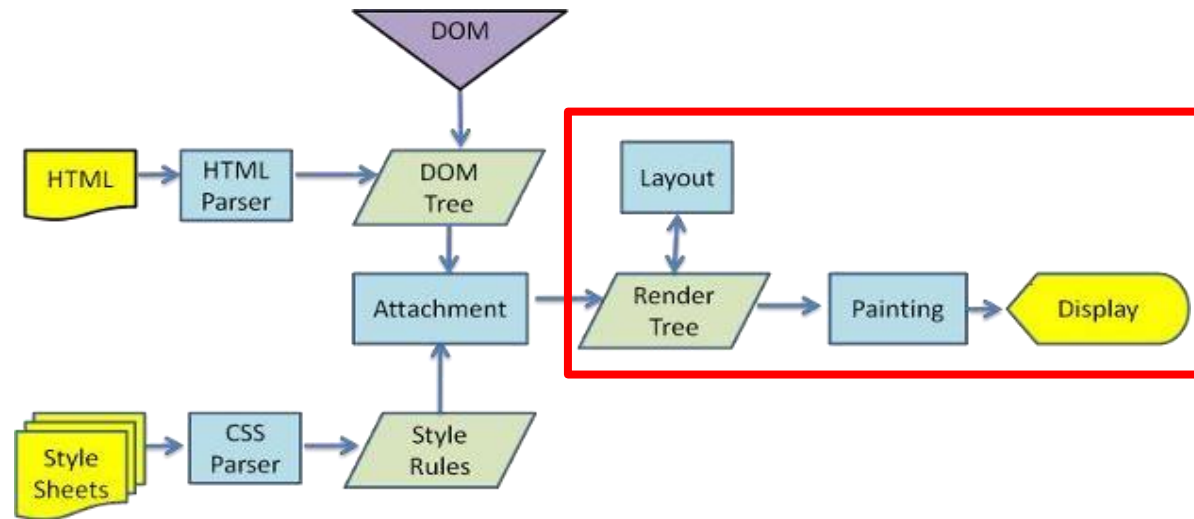 DOM
HTML
HTML
Parser
DOM
Tree
Layout
Attachment
Render
Tree
Painting
Display
Style
Sheets
CSS
Parser
Style
Rules